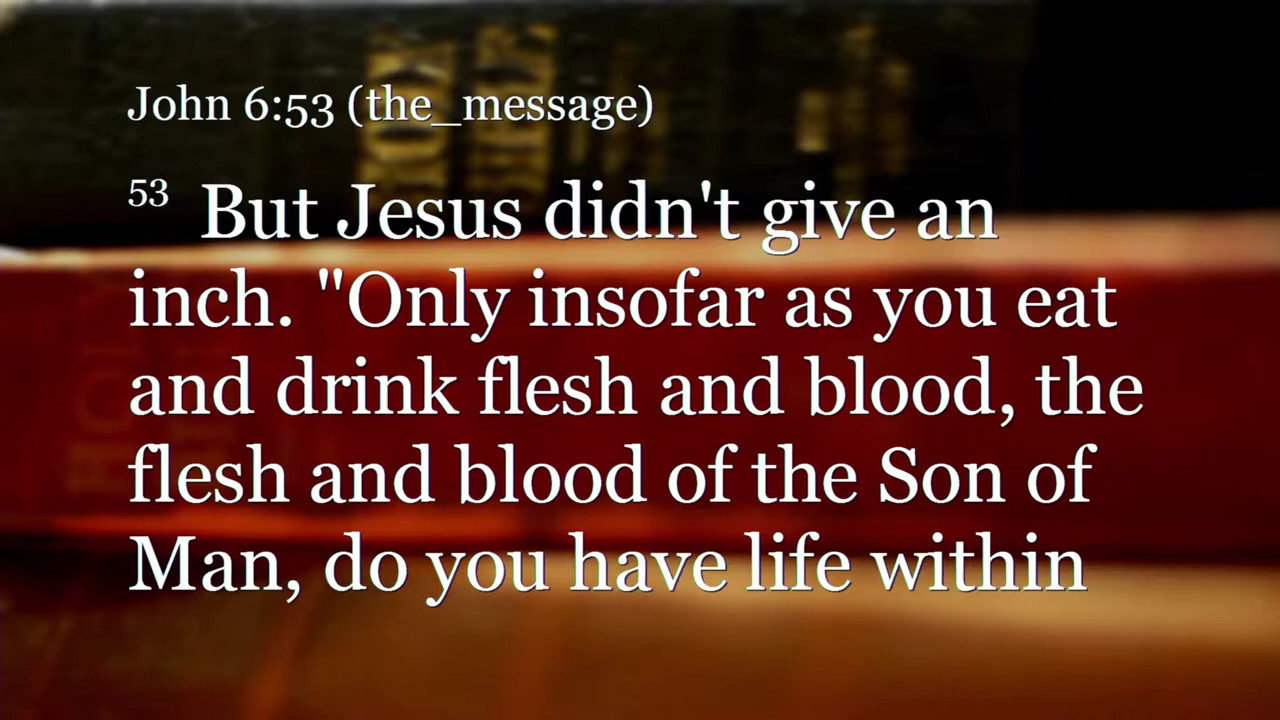 John 6:53 (the_message)
53 But Jesus didn't give an
inch. "Only insofar as you eat
and drink flesh and blood, the
flesh and blood of the Son of
Man, do you have life within